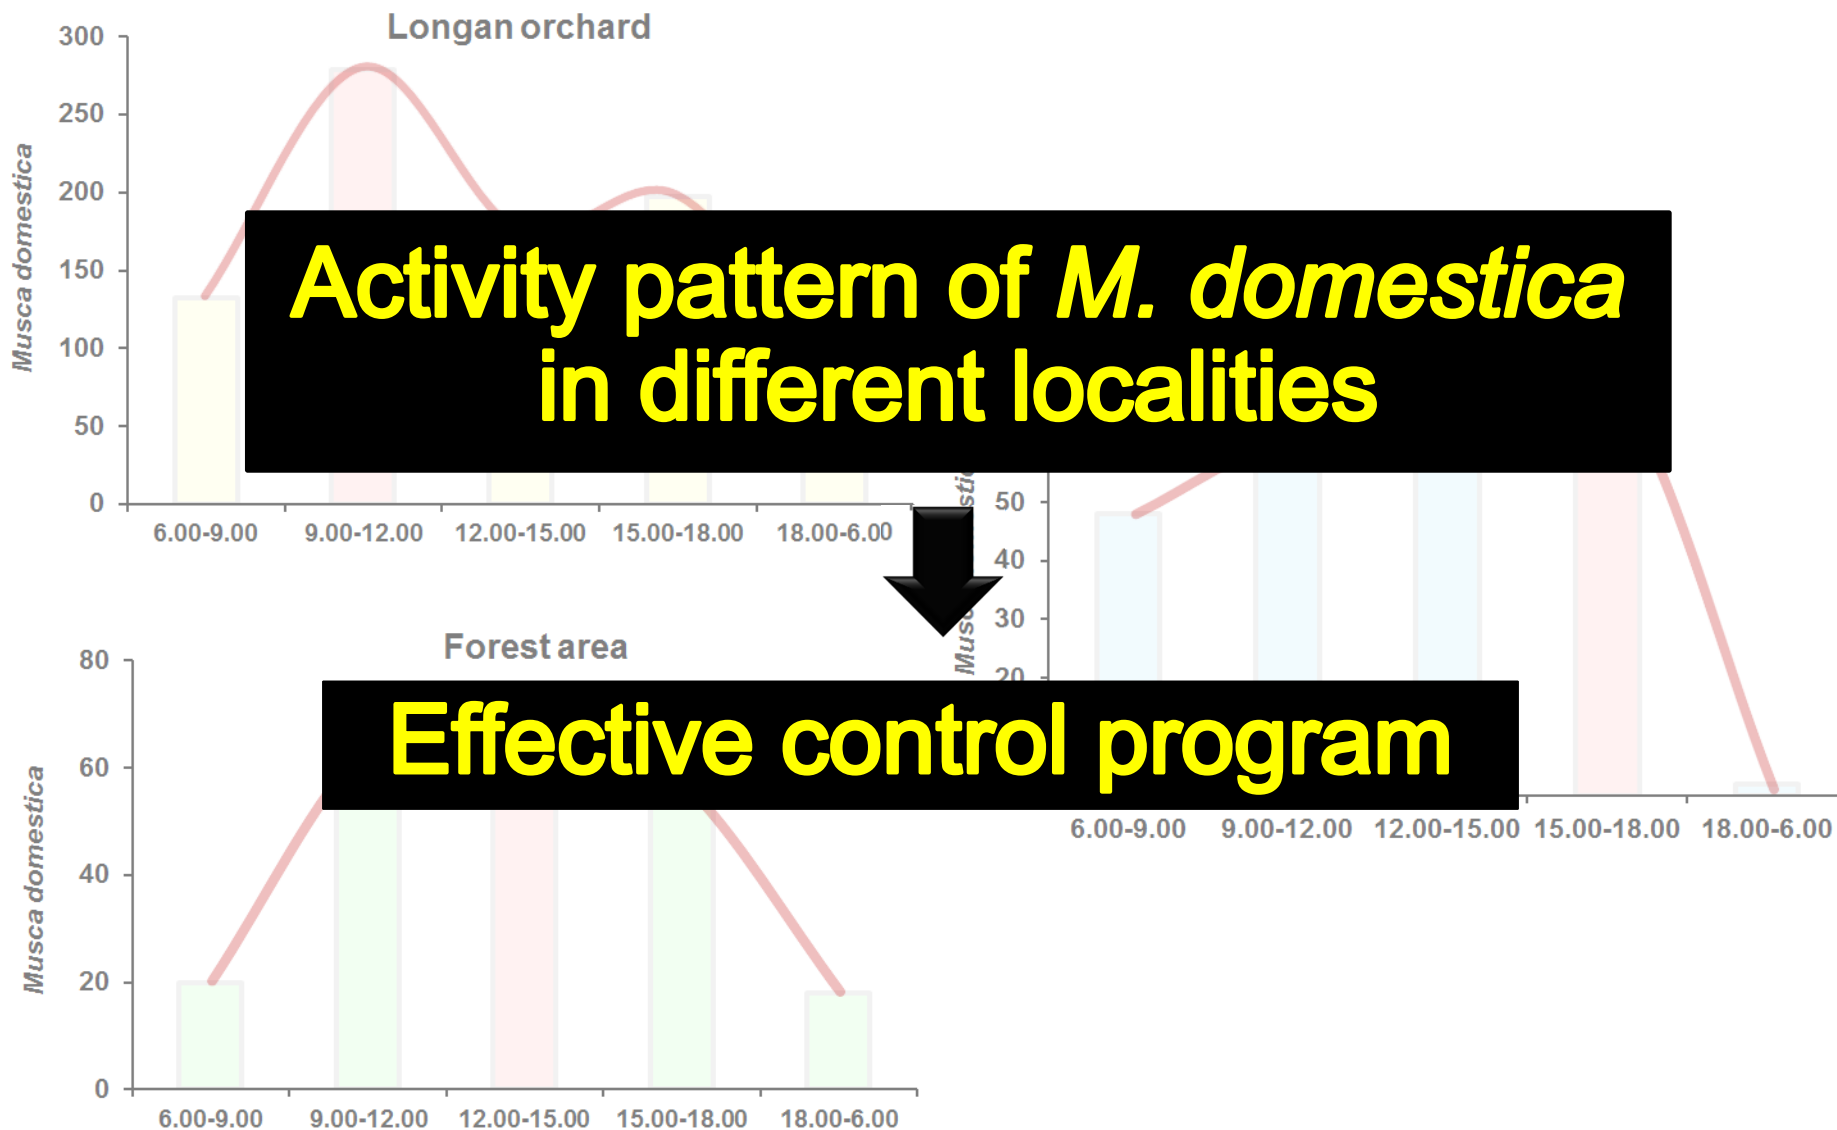 Longan orchard
300
250
200
150
100
50
0
Musca domestica
6.00-9.00 9.00-12.00 12.00-15.00 15.00-18.00 18.00-6.00
Activity pattern of M. domestica
in different localities
50
40
30
20
6.00-9.00 9.00-12.00 12.00-15.00 15.00-18.00 18.00-6.00
Forest area
80
60
40
20
0
Musca domestica
6.00-9.00 9.00-12.00 12.00-15.00 15.00-18.00 18.00-6.00
Effective control program